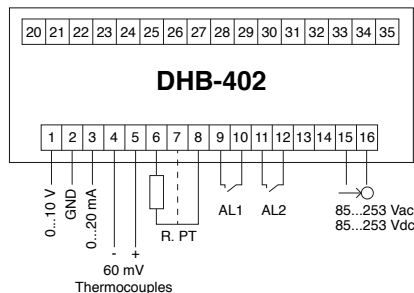 20 21 22 23 24 25 26 27 28 29 30 31 32 33 34 35
DHB-402
1 2 3 4 5 6 7 8 9 10 11 12 13 14 15 16
0...10 V
GND
0...20 mA
- +
60 mV
Thermocouples
R. PT
AL1
AL2
85...253 Vac
85...253 Vdc